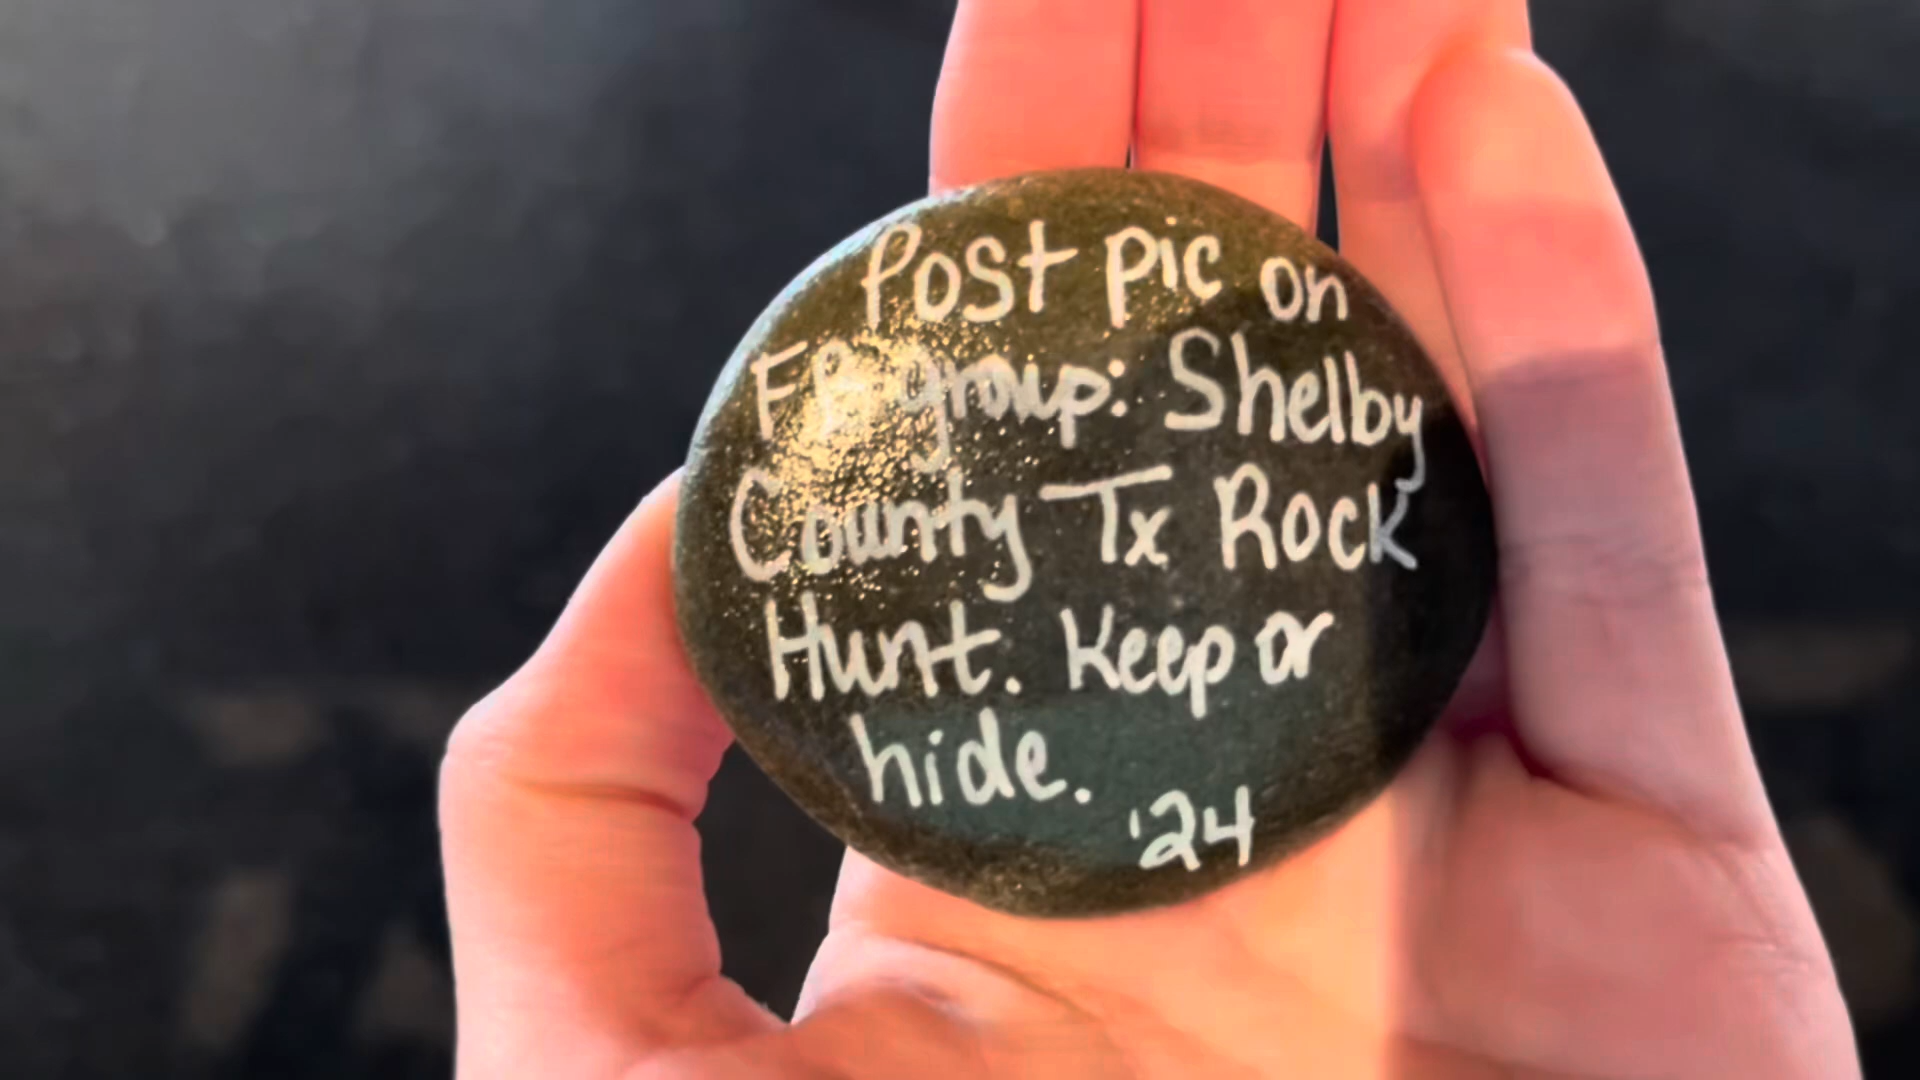 Post pic on
FB group: Shelby
County Tx Rock
Hunt. Keep or
hide.
'24